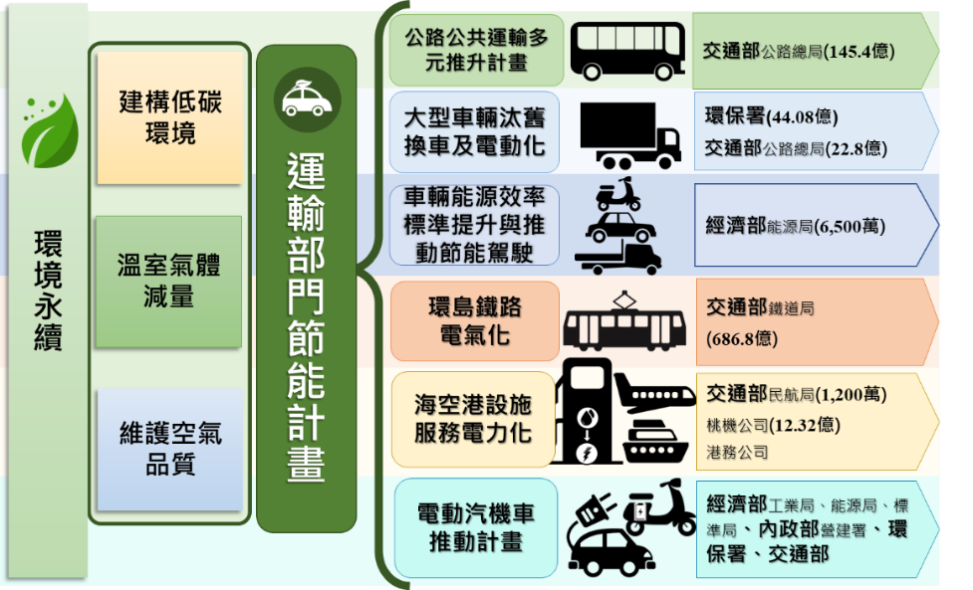 環境永續
建構低碳
環境
溫室氣體
減量
維護空氣
品質
運輸部門節能計畫
公路公共運輸多
元推升計畫
交通部公路總局(145.4億)
大型車輛汰舊
換車及電動化
環保署(44.08億)
交通部公路總局(22.8億)
車輛能源效率
標準提升與推
動節能駕駛
經濟部能源局(6,500萬)
環島鐵路
電氣化
交通部鐵道局
(686.8億)
海空港設施
服務電力化
交通部民航局(1,200萬)
桃機公司(12.32億)
港務公司
電動汽機車
推動計畫
經濟部工業局、能源局、標
準局、內政部營建署、環
保署、交通部